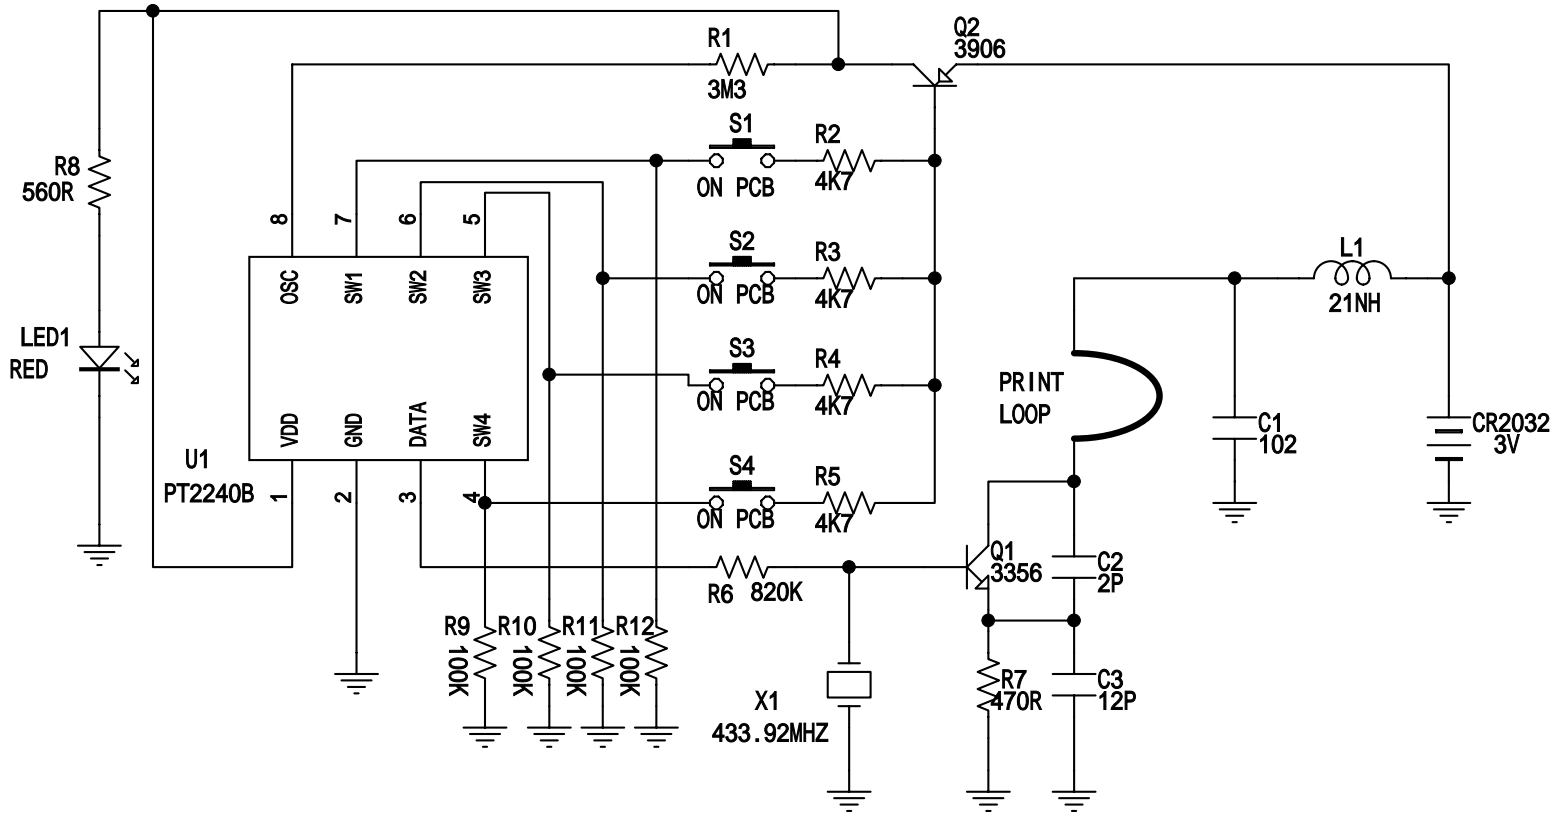 Q2
3906
R1
3M3
S1
ON PCB
R2
4K7
R8
560R
8
7
6
5
OSC
SW1
SW2
SW3
S2
ON PCB
R3
4K7
L1
21NH
LED1
RED
S3
ON PCB
R4
4K7
PRINT
LOOP
C1
102
CR2032
3V
VDD
GND
DATA
SW4
U1
PT2240B
1
2
3
4
S4
ON PCB
R5
4K7
Q1
3356
C2
2P
R6 820K
R9
100K
R10
100K
R11
100K
R12
100K
X1
433.92MHZ
R7
470R
C3
12P